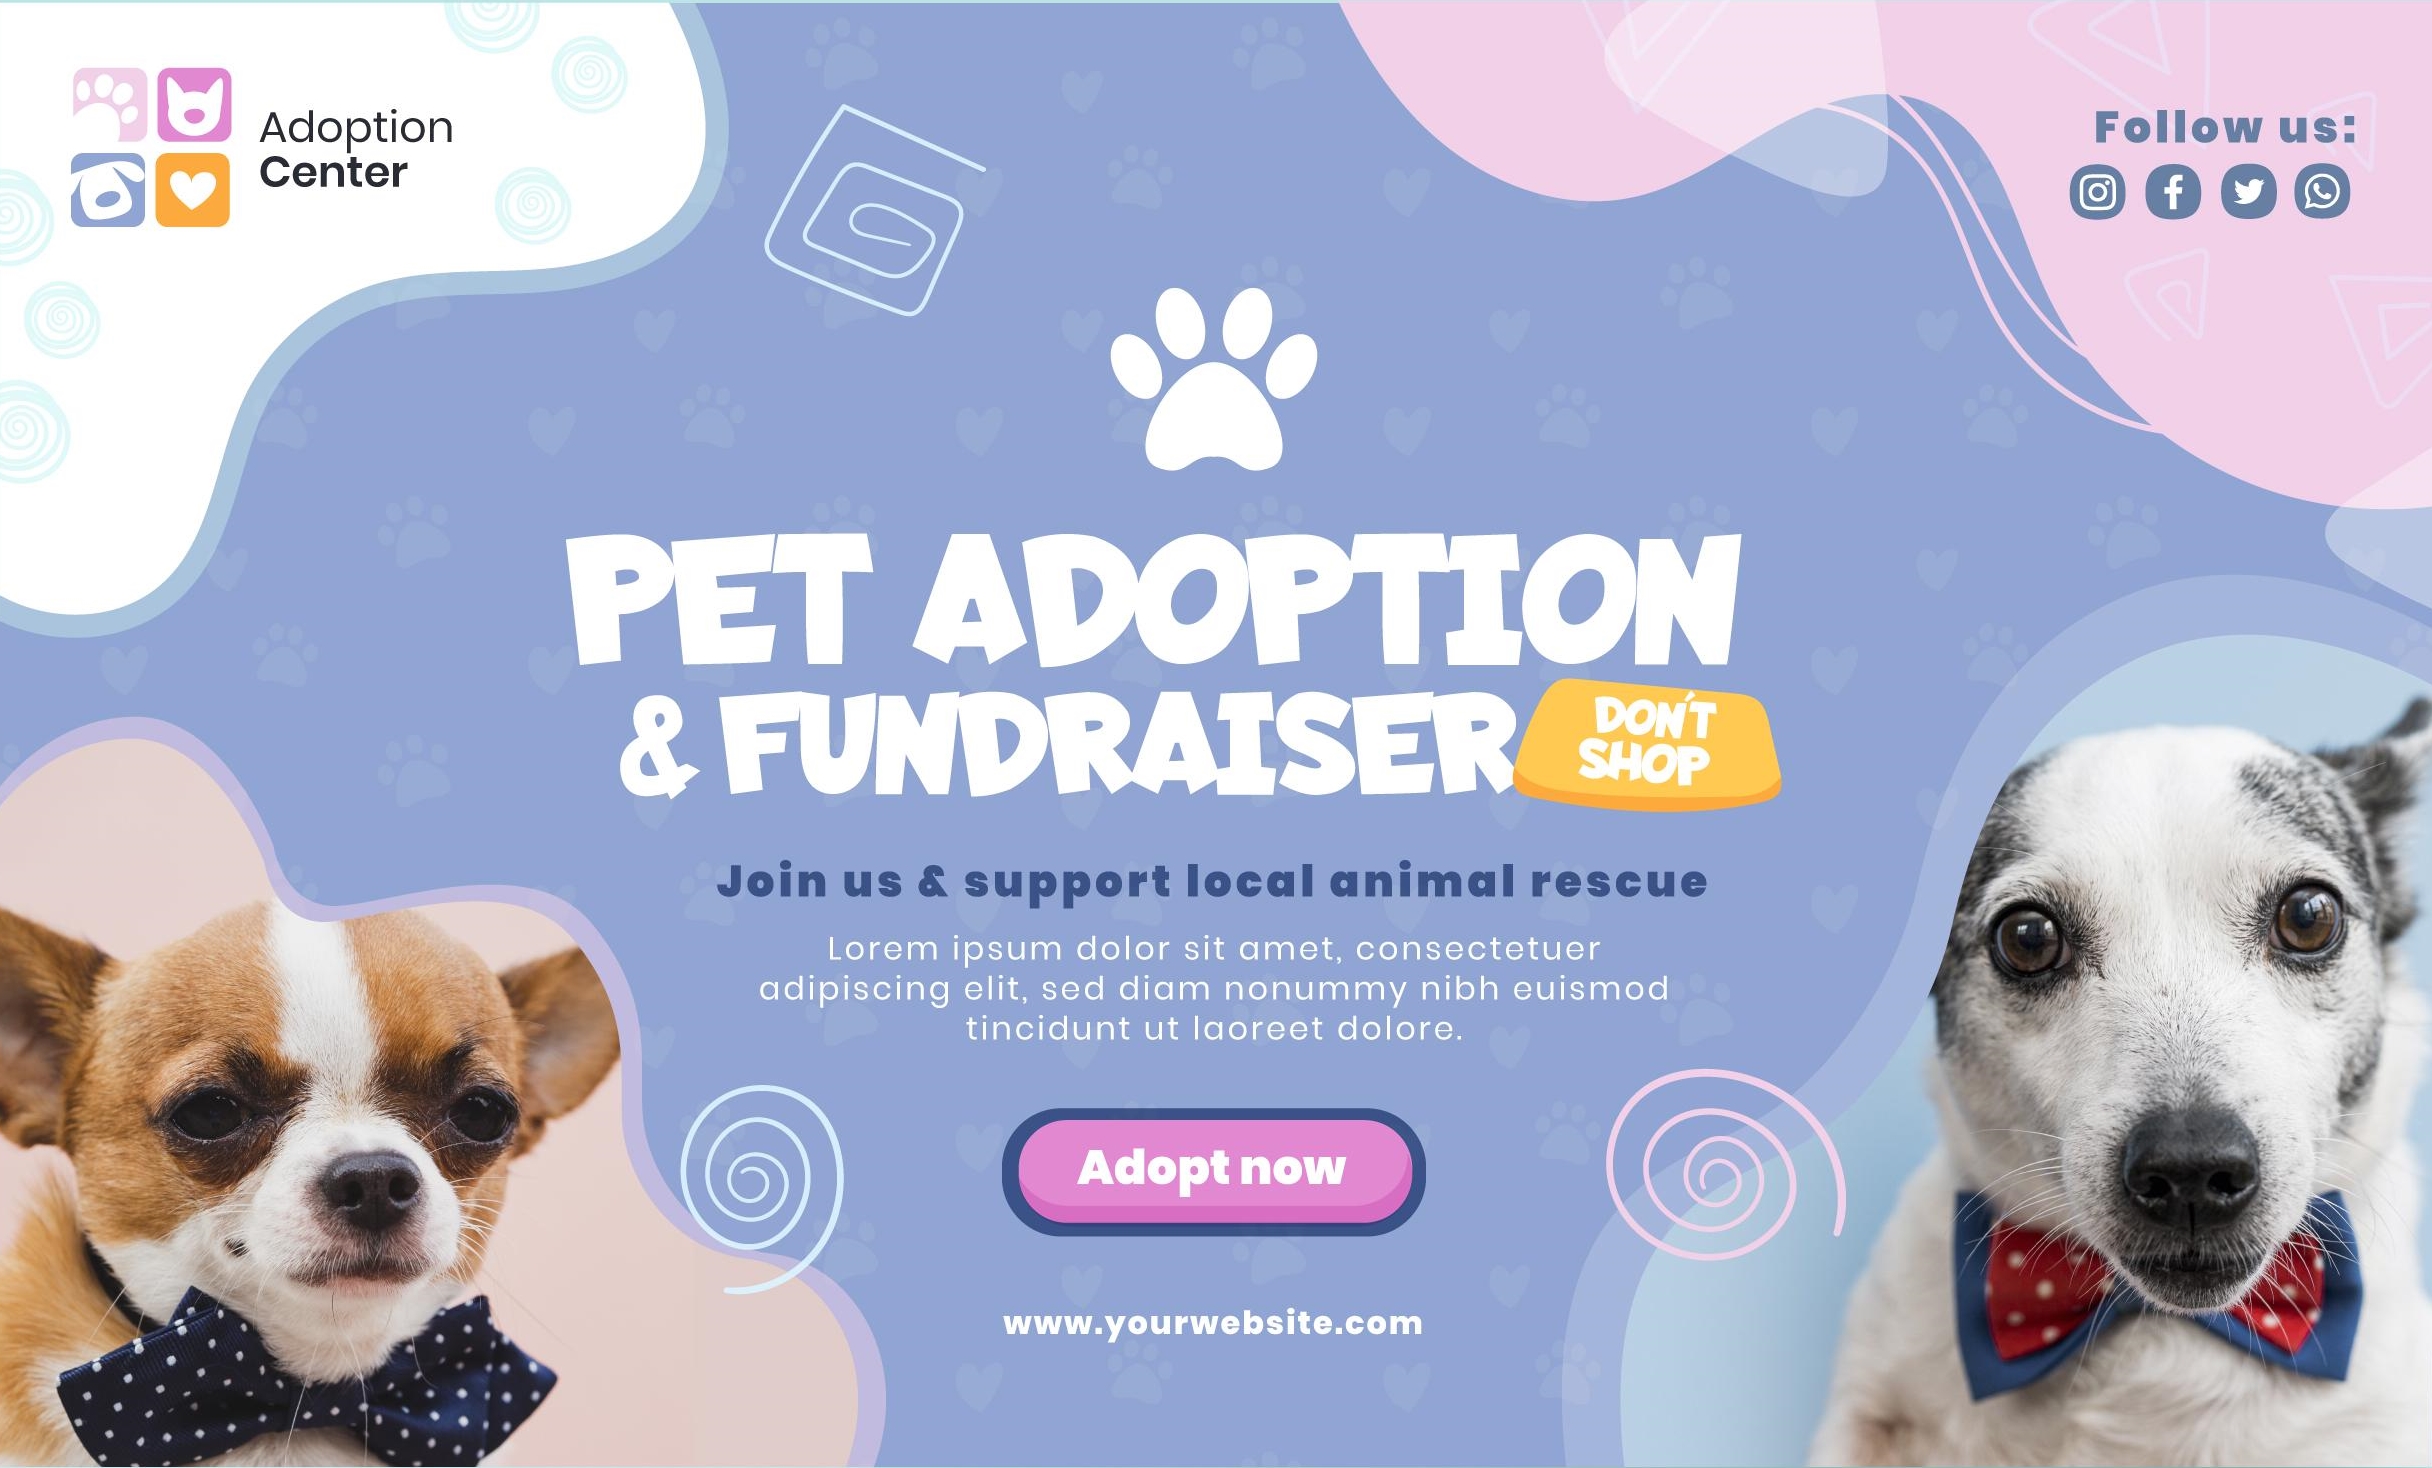 Adoption
Center
Follow us:
PET ADOPTION
& FUNDRAISER
DON'T
SHOP
Join us & support local animal rescue
Lorem ipsum dolor sit amet, consectetuer
adipiscing elit, sed diam nonummy nibh euismod
tincidunt ut laoreet dolore.
Adopt now
www.yourwebsite.com